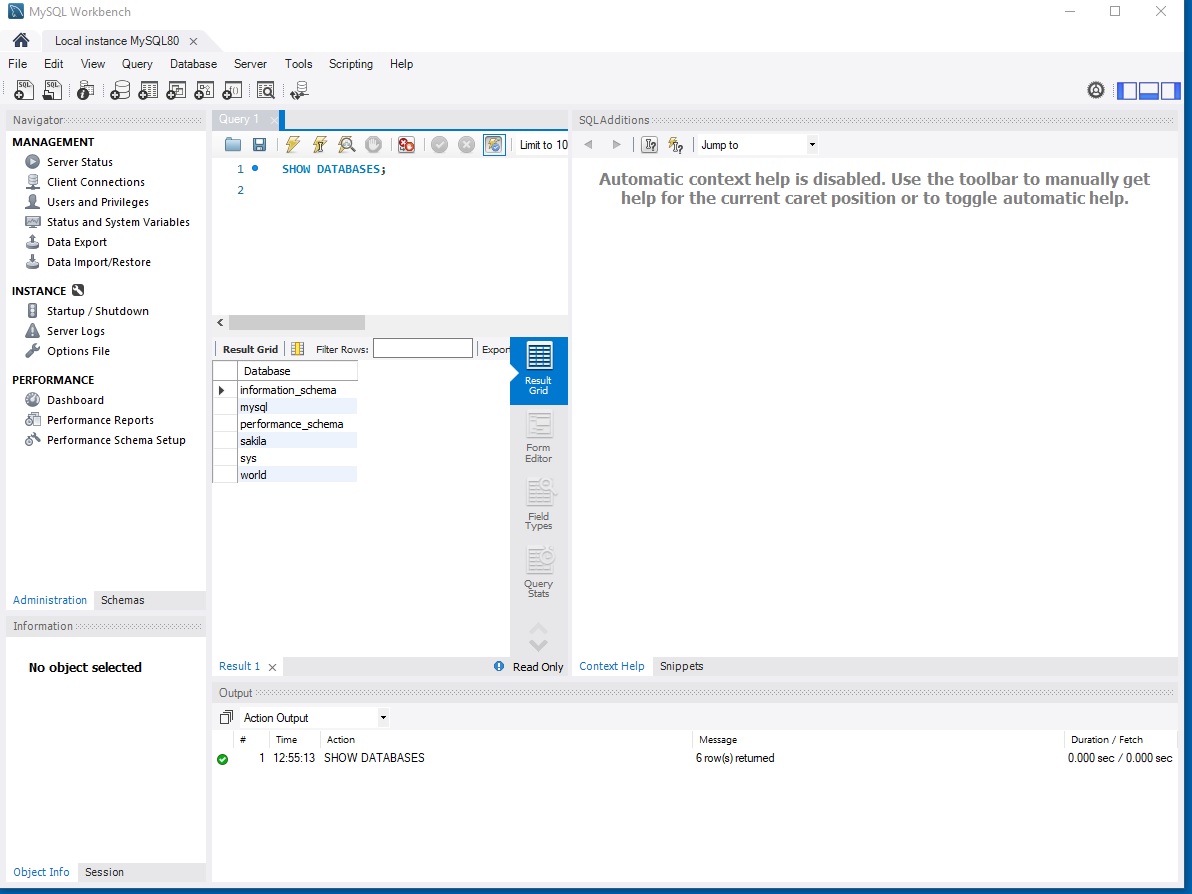 MySQL Workbench
Local instance MySQL80
File Edit View Query Database Server Tools Scripting Help
Navigator
MANAGEMENT
Server Status
Client Connections
Users and Privileges
Status and System Variables
Data Export
Data Import/Restore
INSTANCE
Startup / Shutdown
Server Logs
Options File
PERFORMANCE
Dashboard
Performance Reports
Performance Schema Setup
Administration Schemas
Information
No object selected
Object Info Session
Query 1
Limit to 10
1 SHOW DATABASES;
2
Result Grid Filter Rows: Expor
Database
information_schema
mysql
performance_schema
sakila
sys
world
Result
Grid
Form
Editor
Field
Types
Query
Stats
Result 1 Read Only
SQLAdditions
Jump to
Automatic context help is disabled. Use the toolbar to manually get
help for the current caret position or to toggle automatic help.
Context Help Snippets
Output
Action Output
# Time Action Message Duration / Fetch
1 12:55:13 SHOW DATABASES 6 row(s) returned 0.000 sec / 0.000 sec